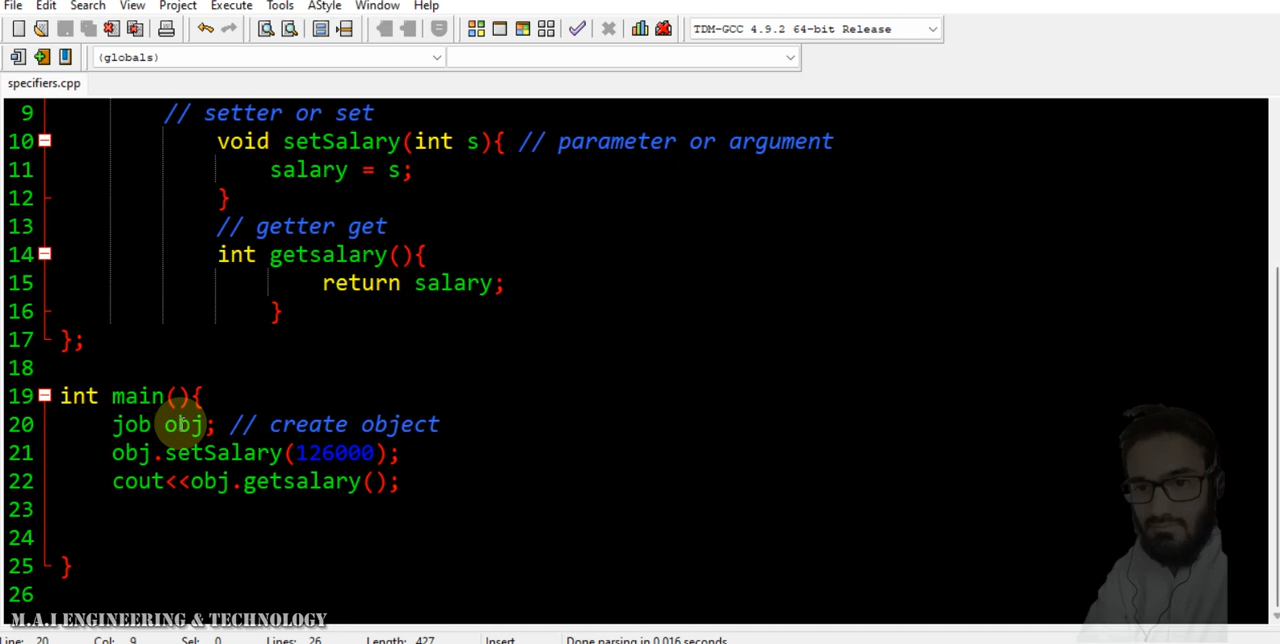 File Edit Search View Project Execute Tools AStyle Window Help
TDM-GCC 4.9.2 64-bit Release
(globals)
specifiers.cpp
9 // setter or set
10 void setSalary(int s){ // parameter or argument
11 salary = s;
12 }
13 // getter get
14 int getsalary(){
15 return salary;
16 }
17 };
18
19 int main(){
20 job obj; // create object
21 obj.setSalary(126000);
22 cout<<obj.getsalary();
23
24
25 }
26
M.A.I ENGINEERING & TECHNOLOGY
Line: 20 Col: 9 Sel: 0 Lines: 26 Length: 427 Insert Done parsing in 0.016 seconds